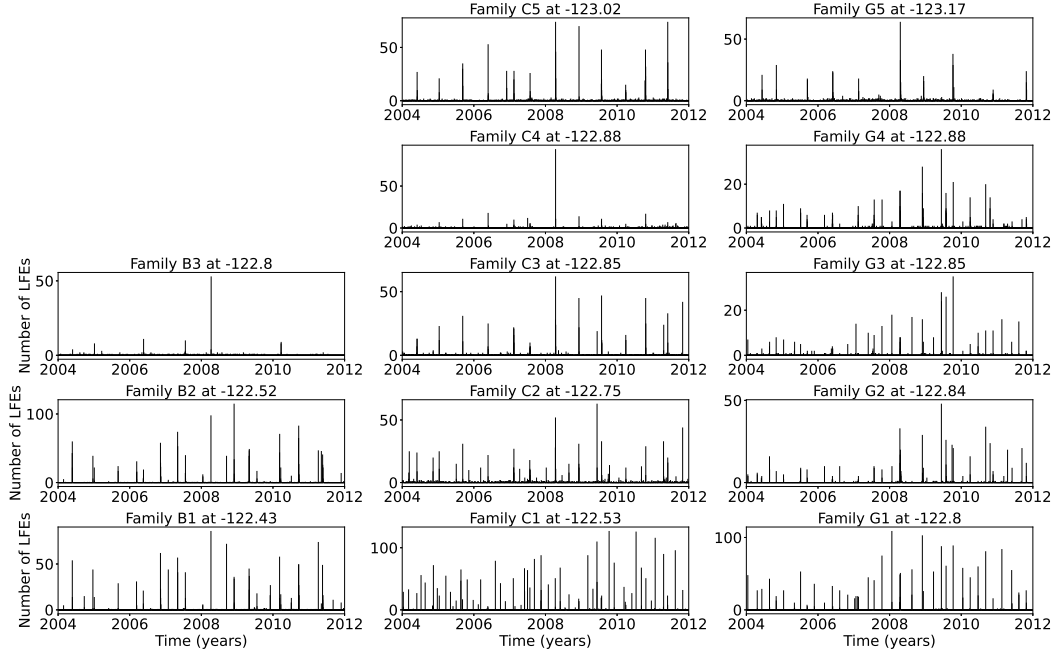 Family C5 at -123.02
Family G5 at -123.17
50
0
2004 2006 2008 2010 2012
50
0
2004 2006 2008 2010 2012
Family C4 at -122.88
Family G4 at -122.88
50
0
2004 2006 2008 2010 2012
20
0
2004 2006 2008 2010 2012
Family B3 at -122.8
Family C3 at -122.85
Family G3 at -122.85
Number of LFEs
50
0
2004 2006 2008 2010 2012
50
0
2004 2006 2008 2010 2012
20
0
2004 2006 2008 2010 2012
Family B2 at -122.52
Family C2 at -122.75
Family G2 at -122.84
Number of LFEs
100
0
2004 2006 2008 2010 2012
50
0
2004 2006 2008 2010 2012
50
0
2004 2006 2008 2010 2012
Family B1 at -122.43
Family C1 at -122.53
Family G1 at -122.8
Number of LFEs
50
0
2004 2006 2008 2010 2012
Time (years)
100
0
2004 2006 2008 2010 2012
Time (years)
100
0
2004 2006 2008 2010 2012
Time (years)